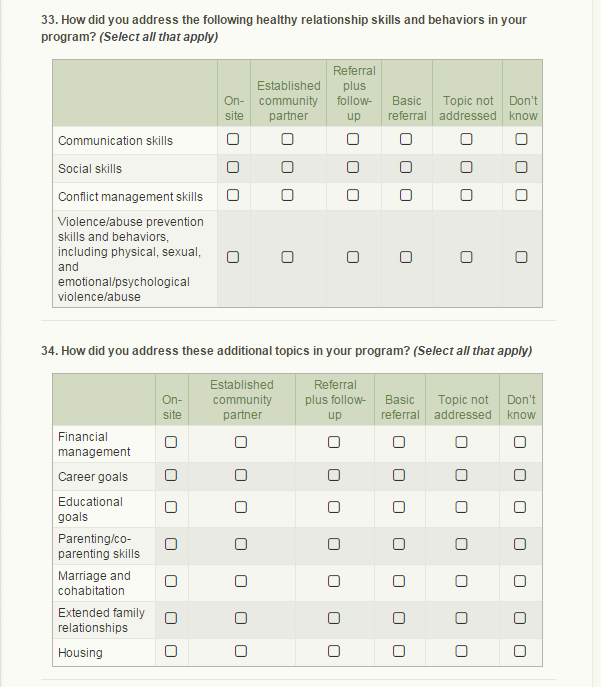 33. How did you address the following healthy relationship skills and behaviors in your
program? (Select all that apply)
On-
site
Established
community
partner
Referral
plus
follow-
up
Basic
referral
Topic not
addressed
Don't
know
Communication skills
Social skills
Conflict management skills
Violence/abuse prevention
skills and behaviors,
including physical, sexual,
and
emotional/psychological
violence/abuse
34. How did you address these additional topics in your program? (Select all that apply)
On-
site
Established
community
partner
Referral
plus follow-
up
Basic
referral
Topic not
addressed
Don't
know
Financial
management
Career goals
Educational
goals
Parenting/co-
parenting skills
Marriage and
cohabitation
Extended family
relationships
Housing